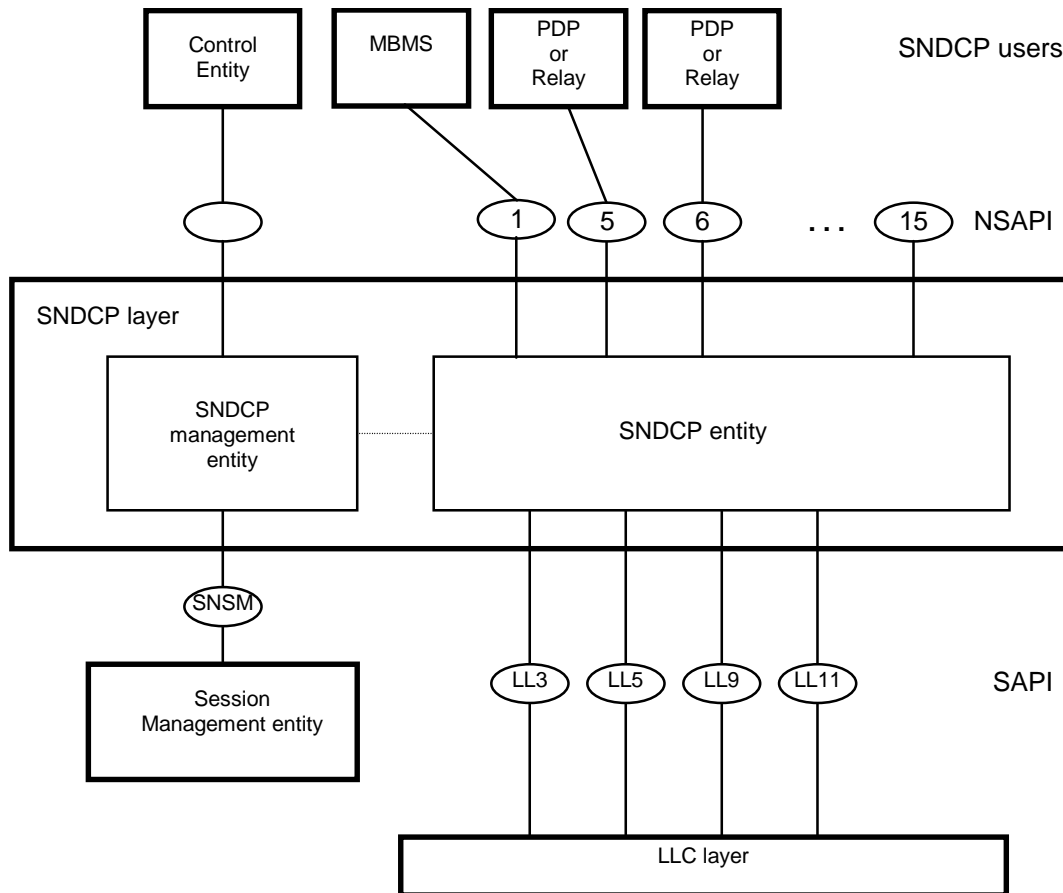 Control
Entity
MBMS
PDP
or
Relay
PDP
or
Relay
SNDCP users
1
5
6
. . .
15
NSAPI
SNDCP layer
SNDCP
management
entity
SNDCP entity
SNSM
LL3
LL5
LL9
LL11
SAPI
Session
Management entity
LLC layer